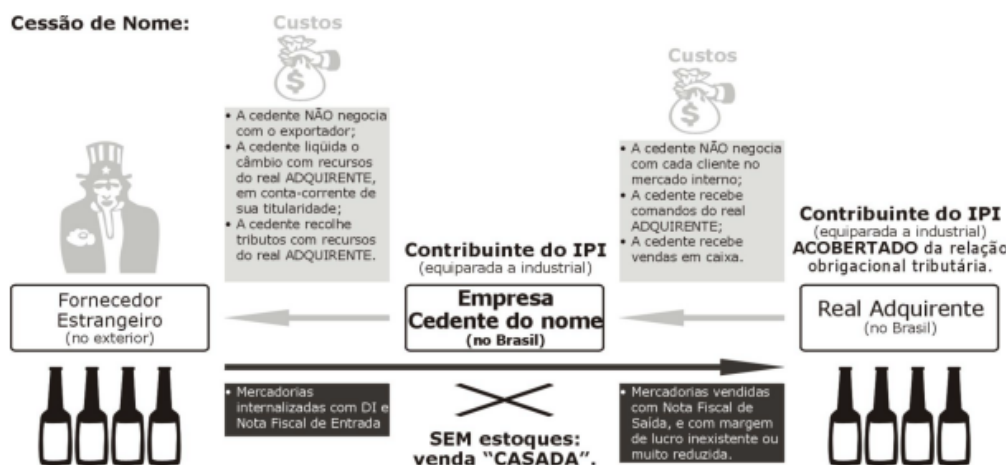 Cessão de Nome:
Custos
• A cedente NÃO negocia
com o exportador;
• A cedente liqüida o
câmbio com recursos
do real ADQUIRENTE,
em conta-corrente de
sua titularidade;
• A cedente recolhe
tributos com recursos
do real ADQUIRENTE.
Custos
• A cedente NÃO negocia
com cada cliente no
mercado interno;
• A cedente recebe
comandos do real
ADQUIRENTE;
• A cedente recebe
vendas em caixa.
Contribuinte do IPI
(equiparada a industrial)
Contribuinte do IPI
(equiparada a industrial)
ACOBERTADO da relação
obrigacional tributária.
Fornecedor
Estrangeiro
(no exterior)
Empresa
Cedente do nome
(no Brasil)
Real Adquirente
(no Brasil)
• Mercadorias
internalizadas com DI e
Nota Fiscal de Entrada
SEM estoques:
venda "CASADA".
• Mercadorias vendidas
com Nota Fiscal de
Saída, e com margem
de lucro inexistente ou
muito reduzida.